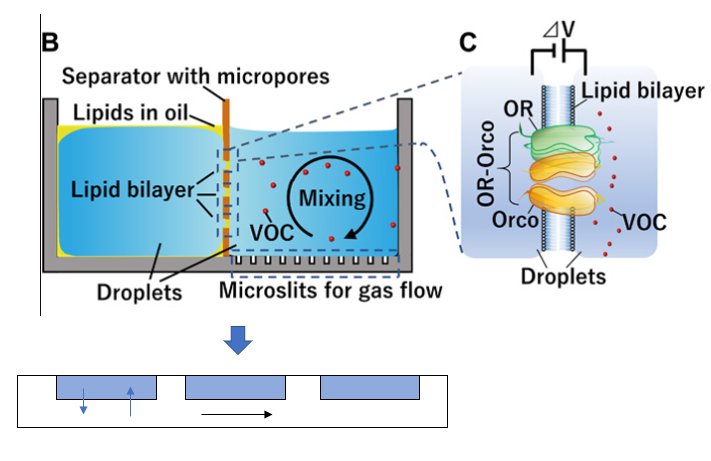 B
Separator with micropores
Lipids in oil
Lipid bilayer
Mixing
VOC
Droplets
Microslits for gas flow
C
⊿V
Lipid bilayer
OR
OR-Orco
Orco
VOC
Droplets